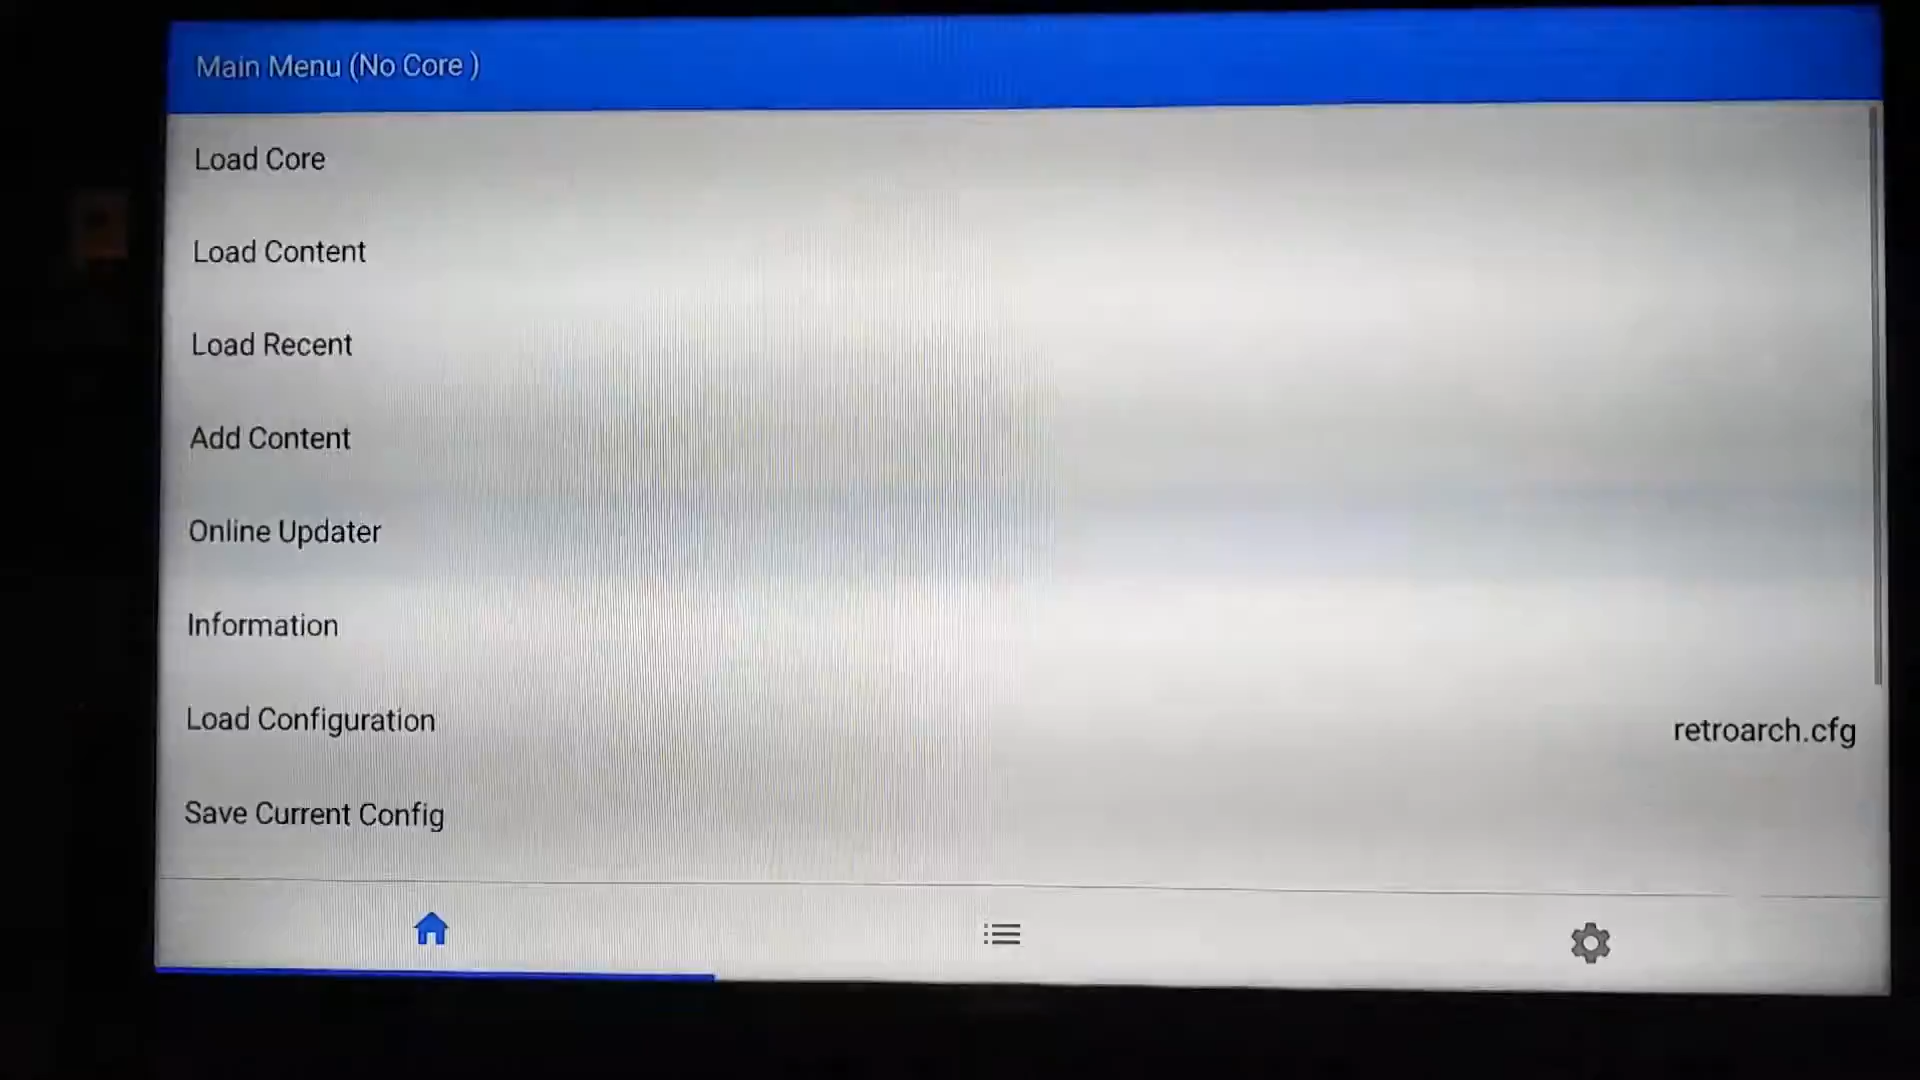 Main Menu (No Core )
Load Core
Load Content
Load Recent
Add Content
Online Updater
Information
Load Configuration
retroarch.cfg
Save Current Config